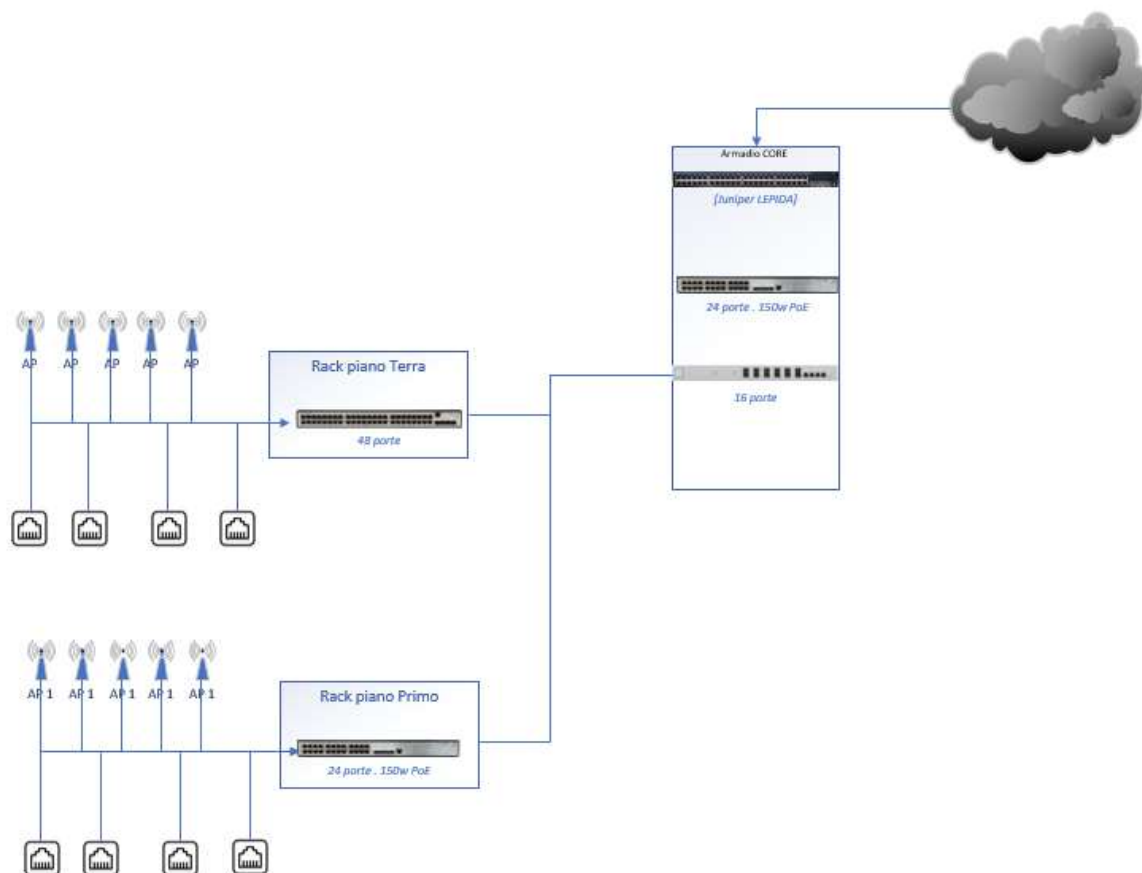 Armadio CORE
[Juniper LEPIDA]
24 porte . 150w PoE
16 porte
AP AP AP AP AP
Rack piano Terra
48 porte
AP 1 AP 1 AP 1 AP 1 AP 1
Rack piano Primo
24 porte . 150w PoE